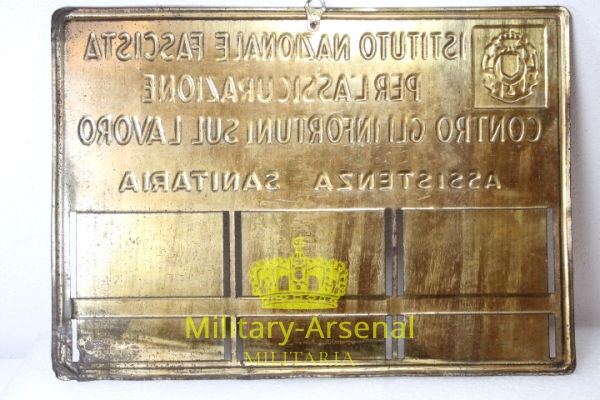 ISTITUTO NAZIONALE FASCISTA
PER L'ASSICURAZIONE
CONTRO GLI INFORTUNI SUL LAVORO
ASSISTENZA SANITARIA
Military-Arsenal
MILITARIA